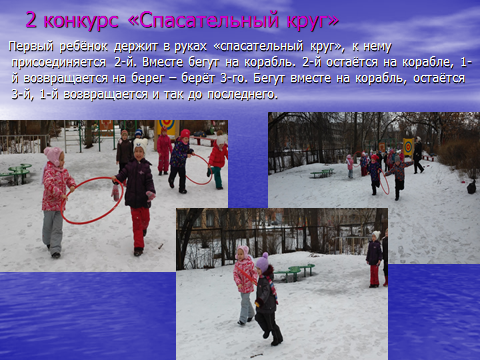 2 конкурс «Спасательный круг»
Первый ребёнок держит в руках «спасательный круг», к нему
присоединяется 2-й. Вместе бегут на корабль. 2-й остаётся на корабле, 1-
й возвращается на берег – берёт 3-го. Бегут вместе на корабль, остаётся
3-й, 1-й возвращается и так до последнего.